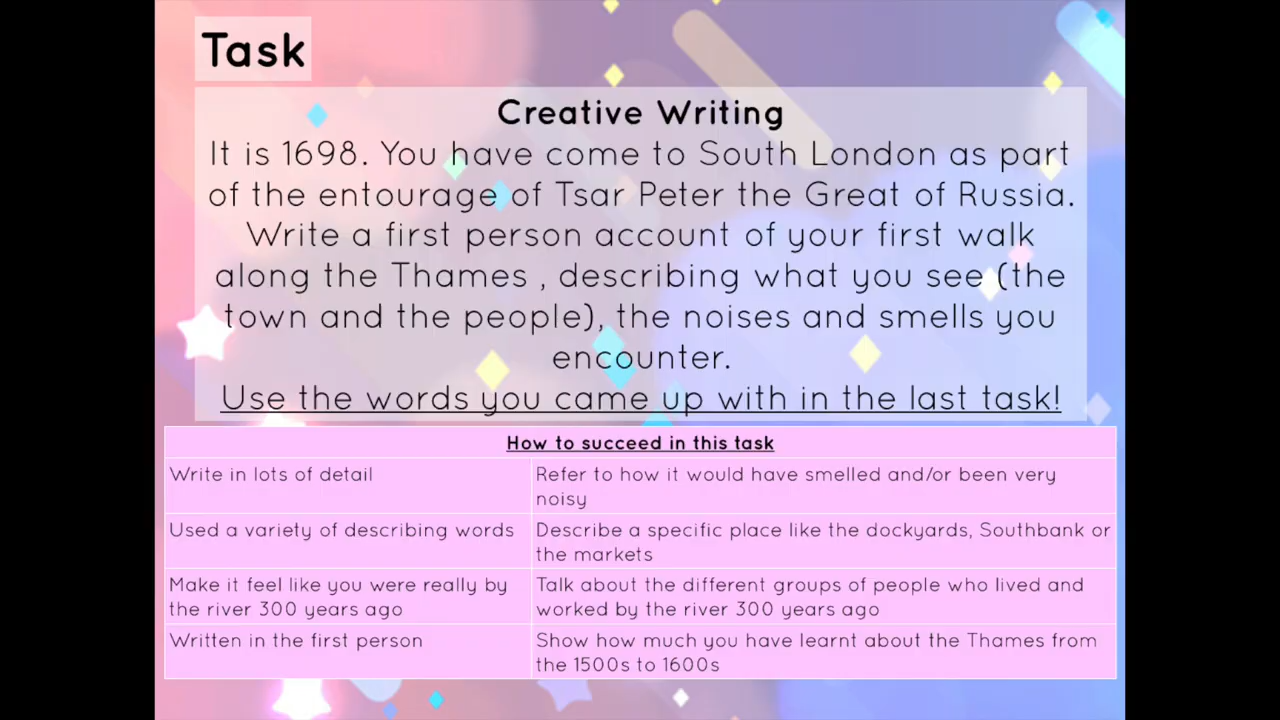 Task
Creative Writing
It is 1698. You have come to South London as part
of the entourage of Tsar Peter the Great of Russia.
Write a first person account of your first walk
along the Thames , describing what you see (the
town and the people), the noises and smells you
encounter.
Use the words you came up with in the last task!
How to succeed in this task
Write in lots of detail
Refer to how it would have smelled and/or been very
noisy
Used a variety of describing words
Describe a specific place like the dockyards, Southbank or
the markets
Make it feel like you were really by
the river 300 years ago
Talk about the different groups of people who lived and
worked by the river 300 years ago
Written in the first person
Show how much you have learnt about the Thames from
the 1500s to 1600s